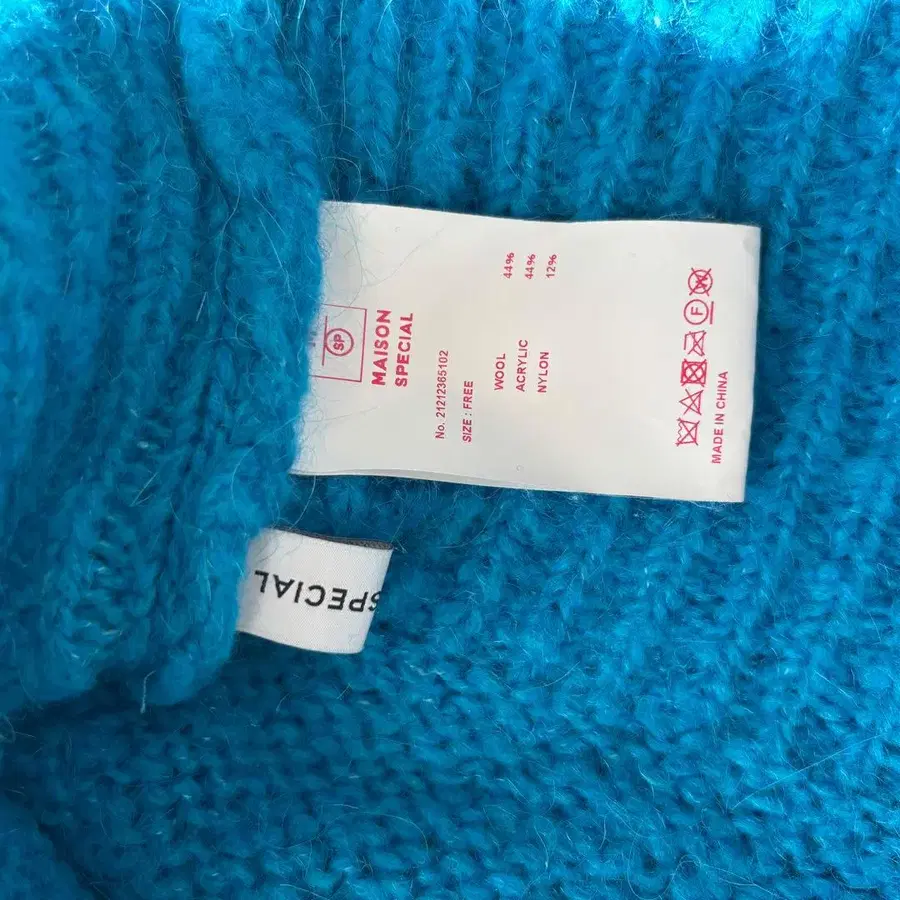 SP
MAISON
SPECIAL
No. 21212365102
SIZE : FREE
WOOL 44%
ACRYLIC 44%
NYLON 12%
F
W
MADE IN CHINA
SPECIAL